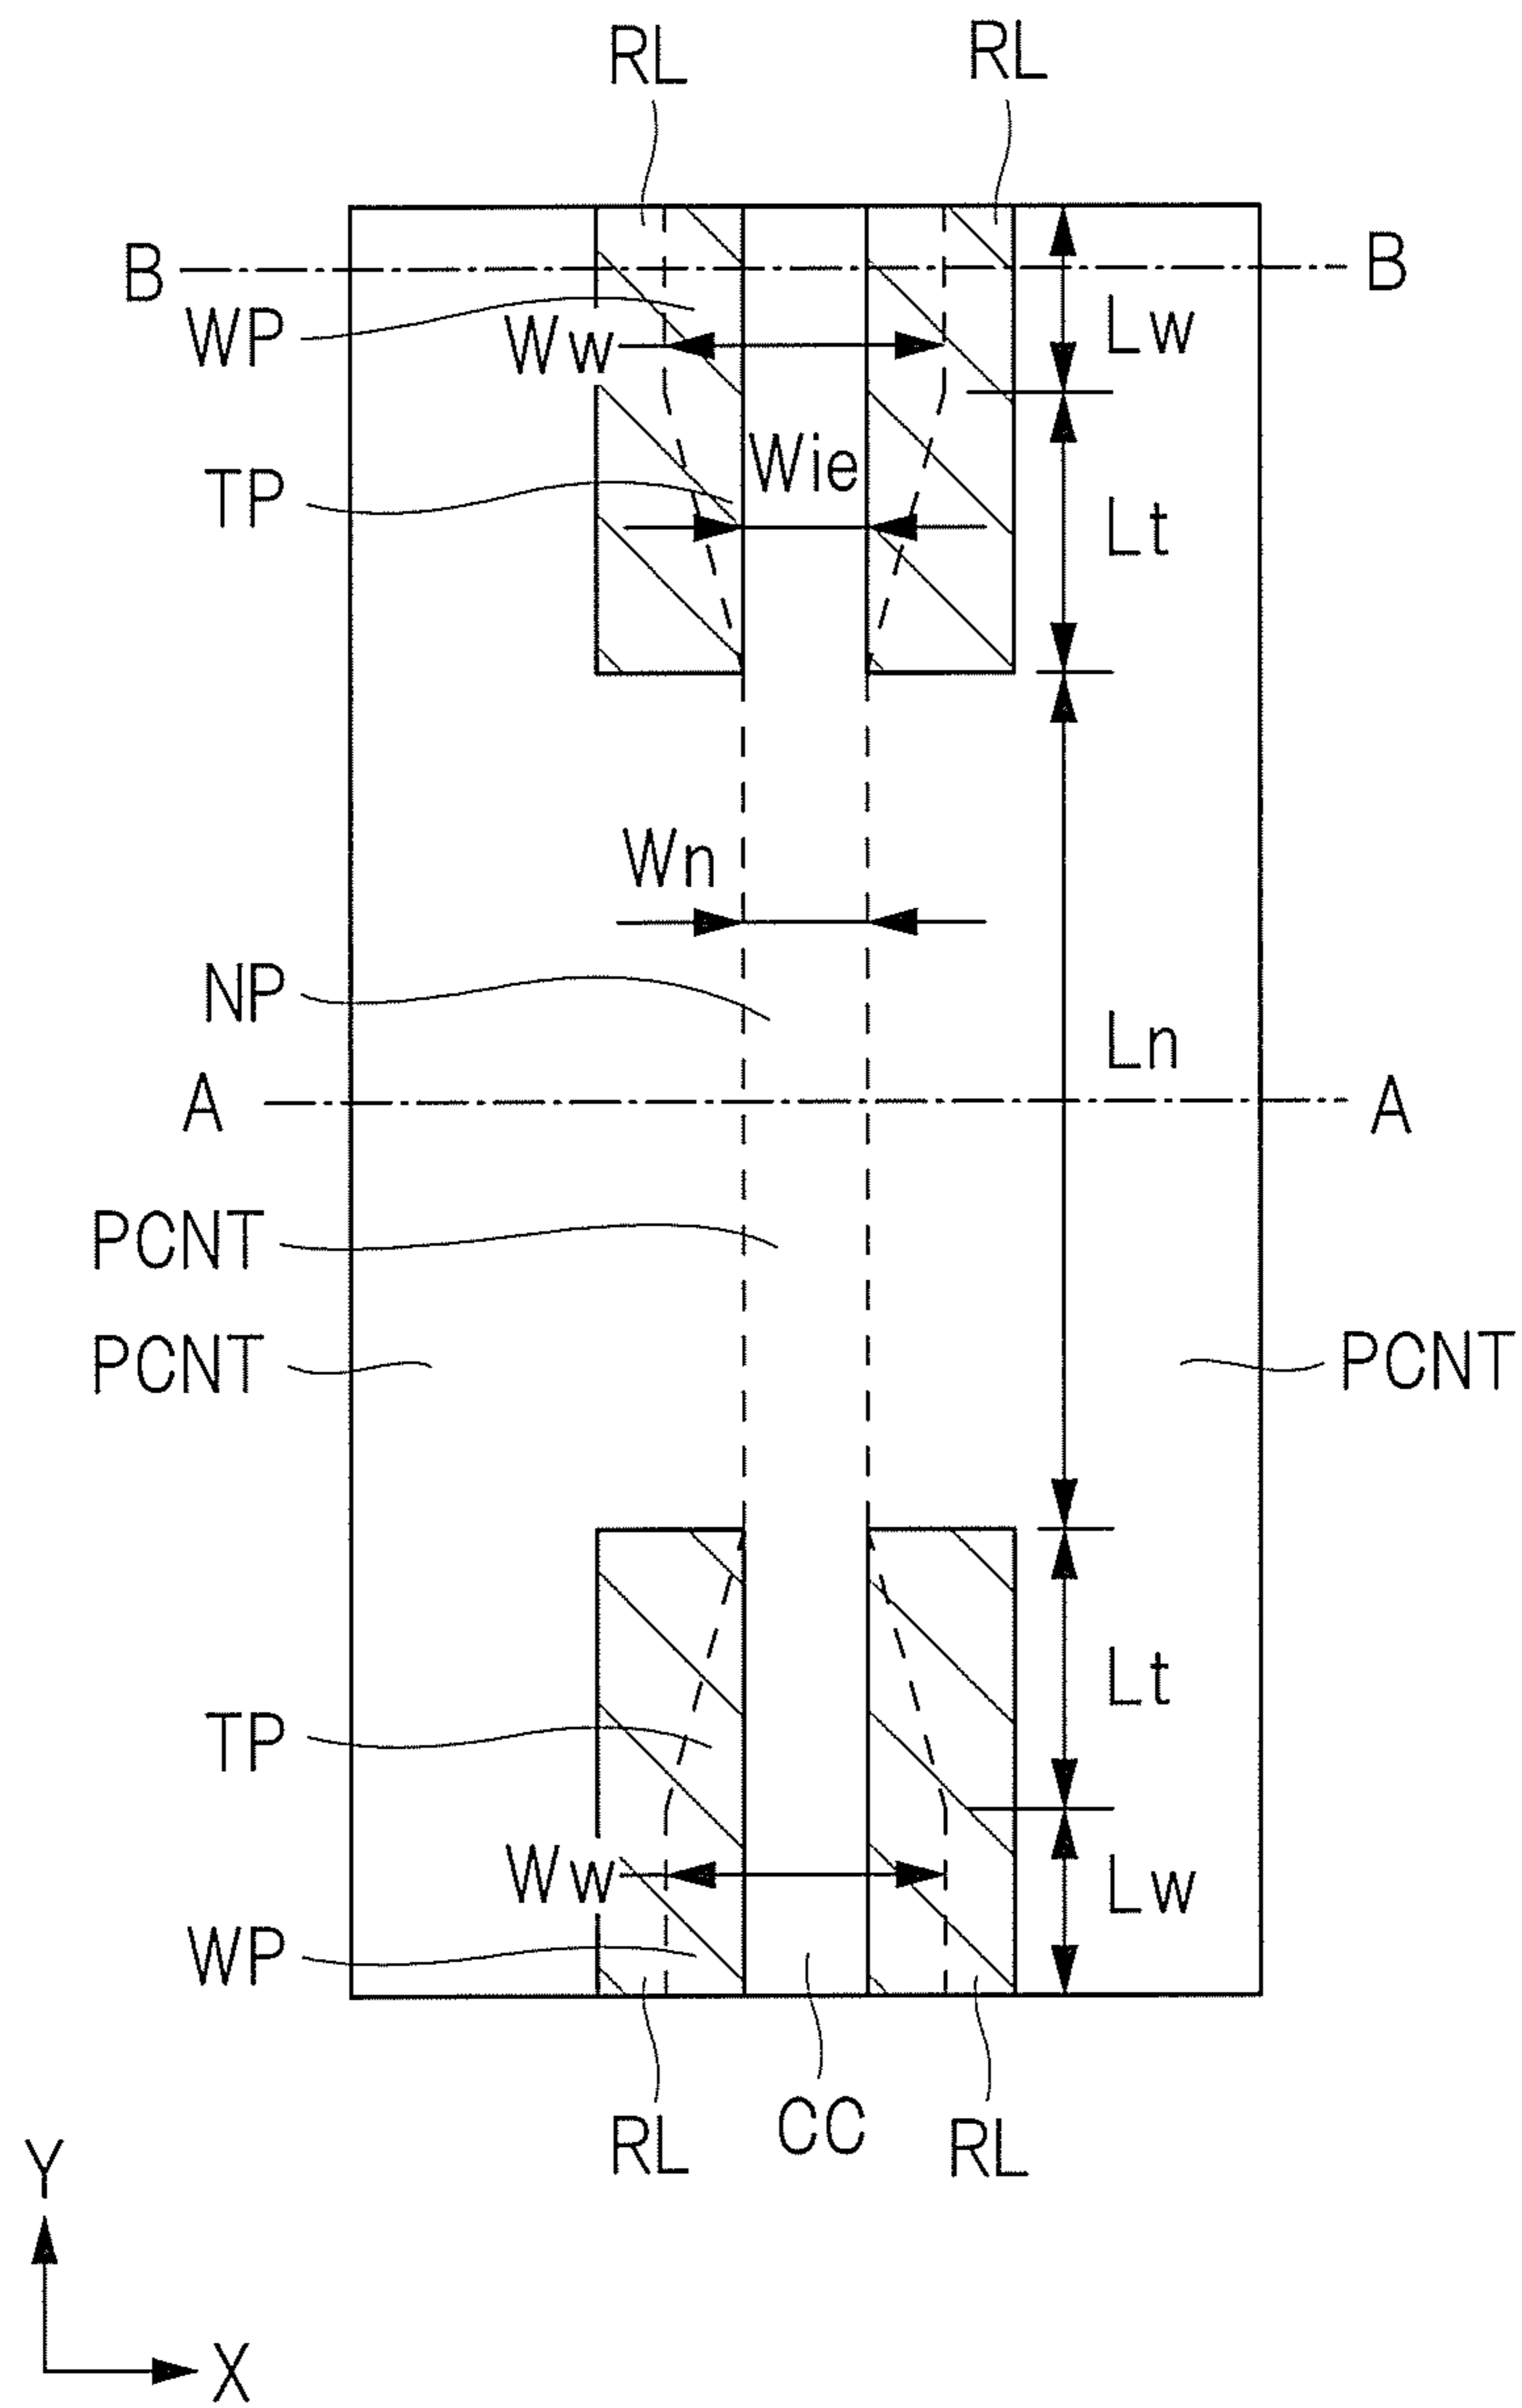 RL RL
B B
WP Ww Lw
TP Wie Lt
Wn
NP Ln
A A
PCNT
PCNT PCNT
TP Lt
Ww Lw
WP
RL CC RL
Y
X